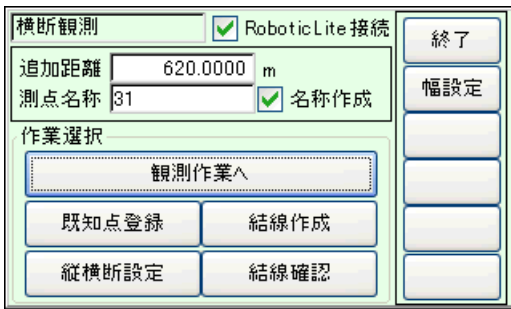 横断観測 RoboticLite接続
追加距離 620.0000 m
測点名称 31 名称作成
作業選択
観測作業へ
既知点登録 結線作成
縦横断設定 結線確認
終了
幅設定